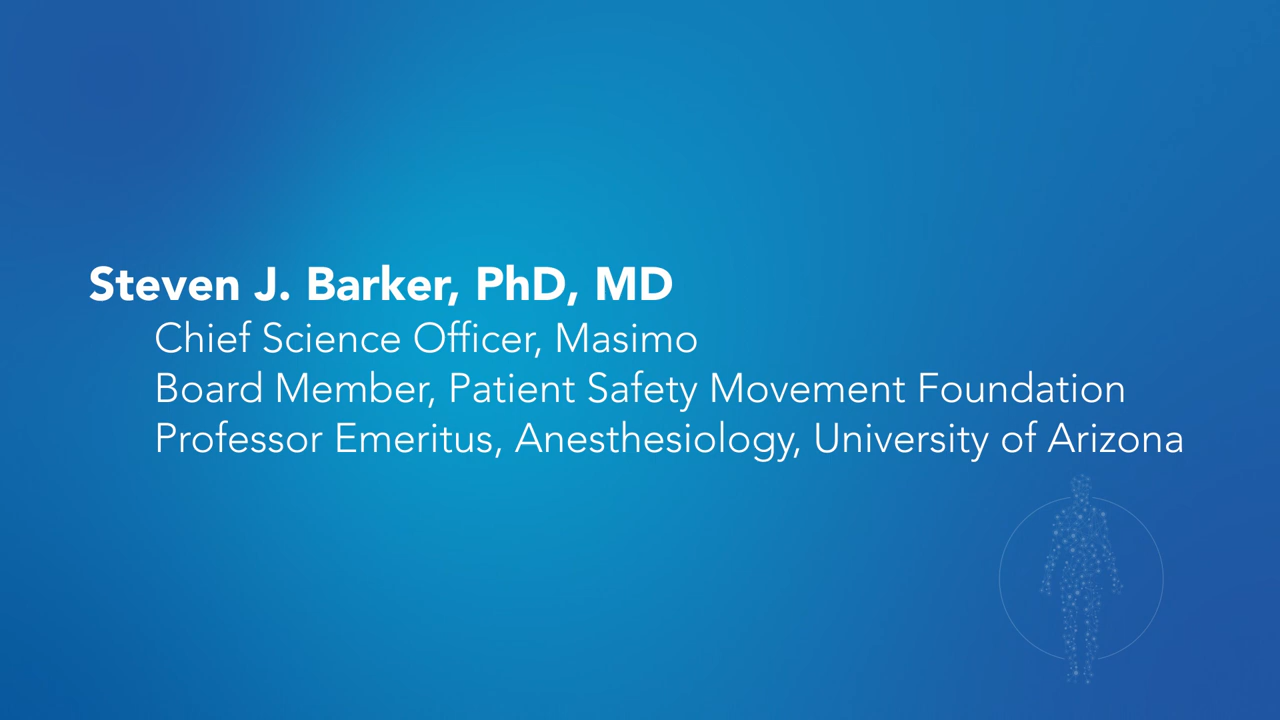 Steven J. Barker, PhD, MD
Chief Science Officer, Masimo
Board Member, Patient Safety Movement Foundation
Professor Emeritus, Anesthesiology, University of Arizona